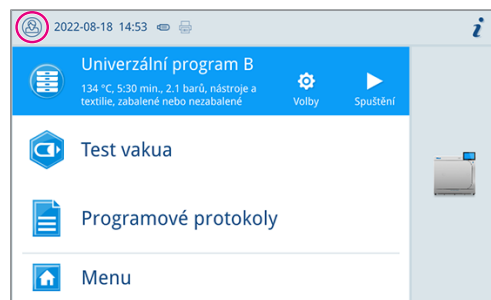 2022-08-18 14:53 i
Univerzální program B
134 °C, 5:30 min., 2.1 barů, nástroje a
textilie, zabalené nebo nezabalené
Volby
Spuštění
Test vakua
Programové protokoly
Menu